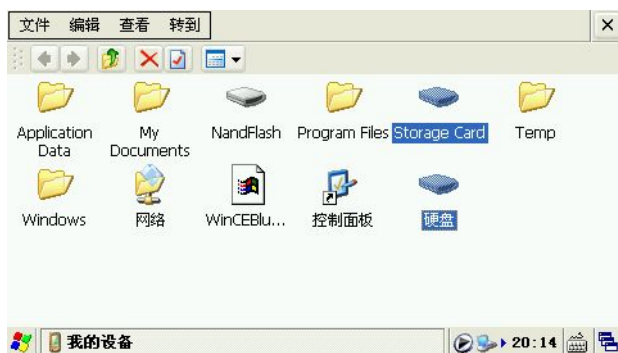 文件 编辑 查看 转到
Application Data
My Documents
NandFlash
Program Files
Storage Card
Temp
Windows
网络
WinCEBlu...
控制面板
硬盘
我的设备
20:14